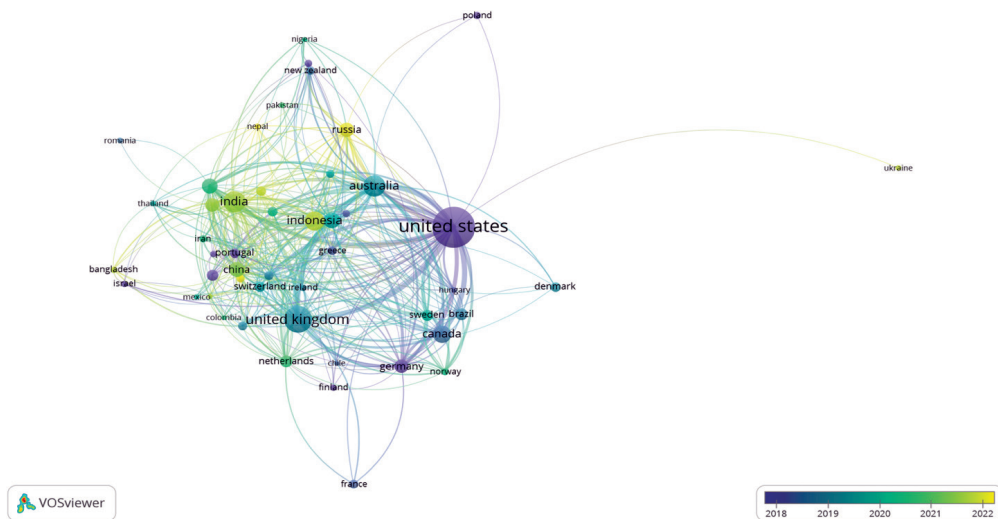 poland
nigeria
new zealand
pakistan
nepal
russia
romania
ukraine
australia
thailand
india
indonesia
united states
iran
portugal
greece
bangladesh
china
israel
switzerland
ireland
hungary
denmark
mexico
colombia
united kingdom
sweden
brazil
canada
netherlands
chile
germany
norway
finland
france
VOSviewer
2018 2019 2020 2021 2022